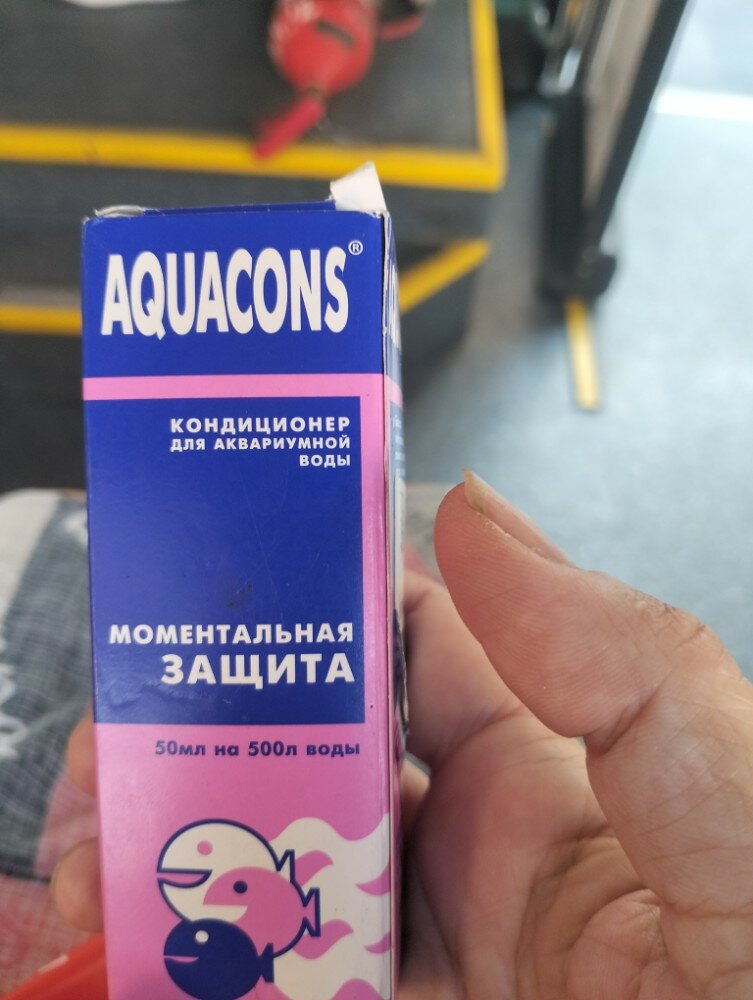 AQUACONS®
КОНДИЦИОНЕР
ДЛЯ АКВАРИУМНОЙ
ВОДЫ
МОМЕНТАЛЬНАЯ
ЗАЩИТА
50мл на 500л воды